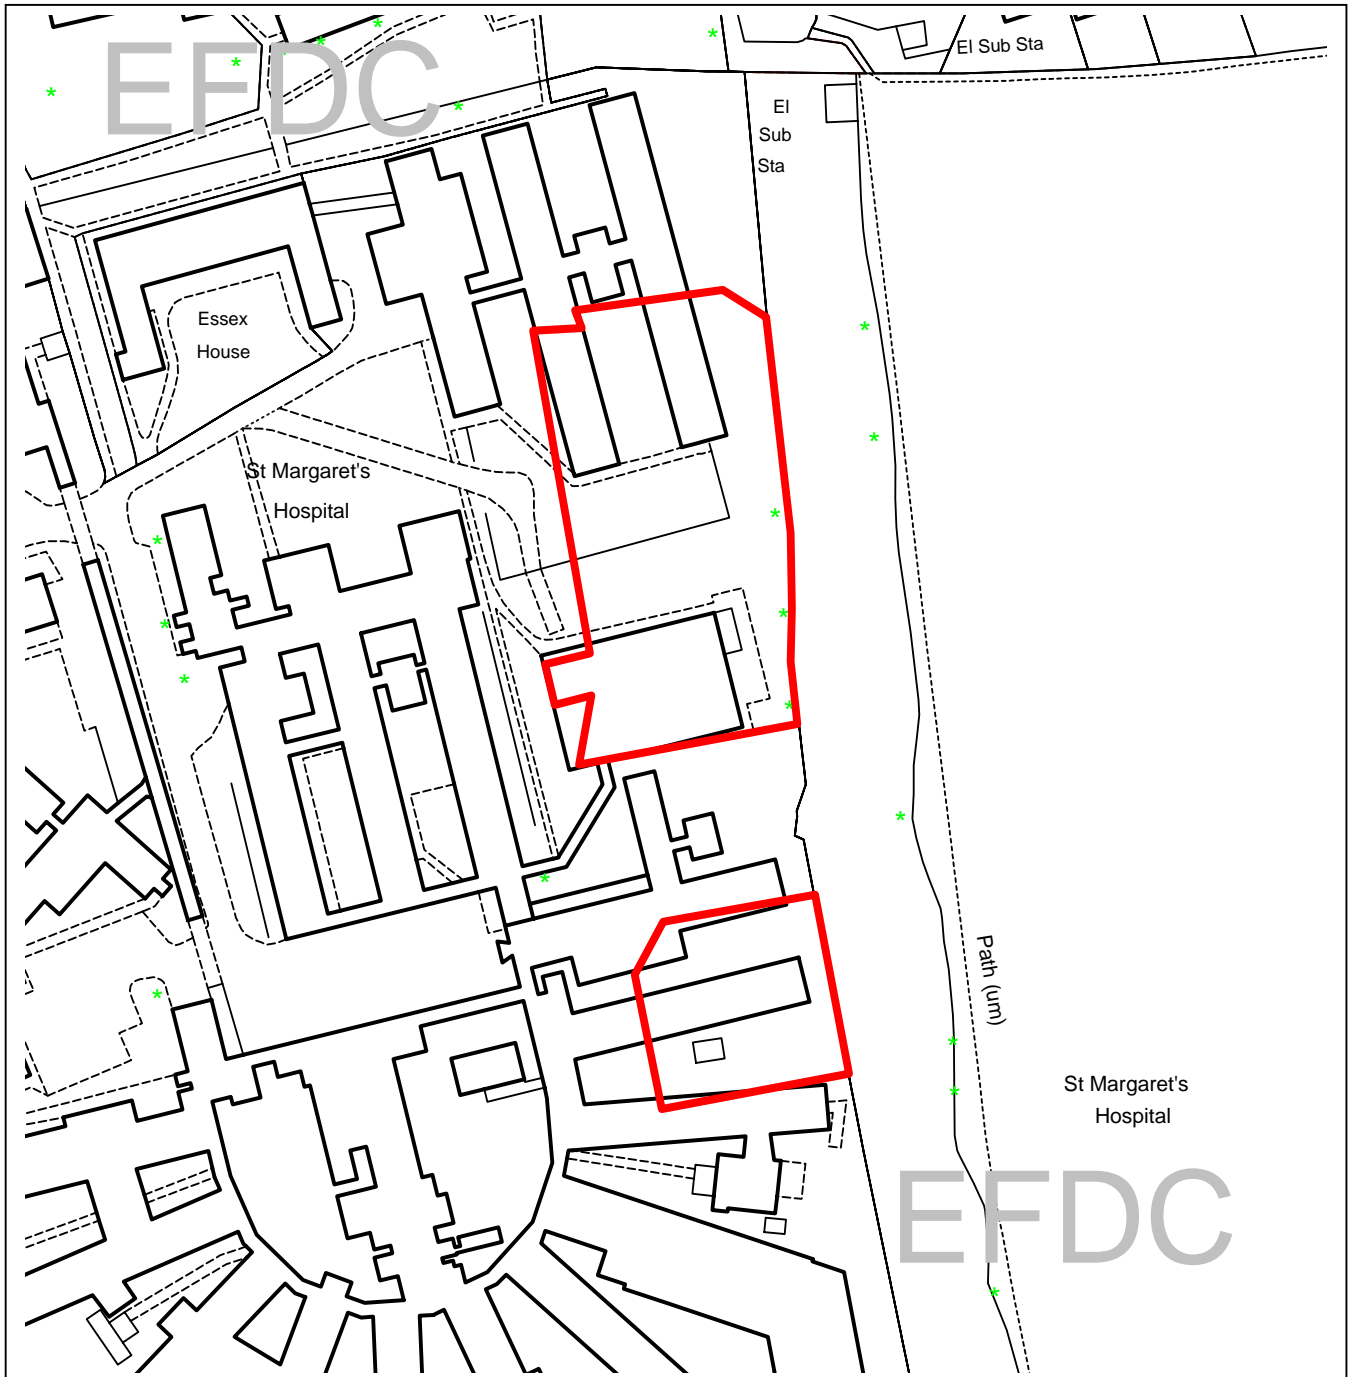 EFDC
El Sub Sta
El
Sub
Sta
Essex
House
St Margaret's
Hospital
Path (um)
St Margaret's
Hospital
EFDC